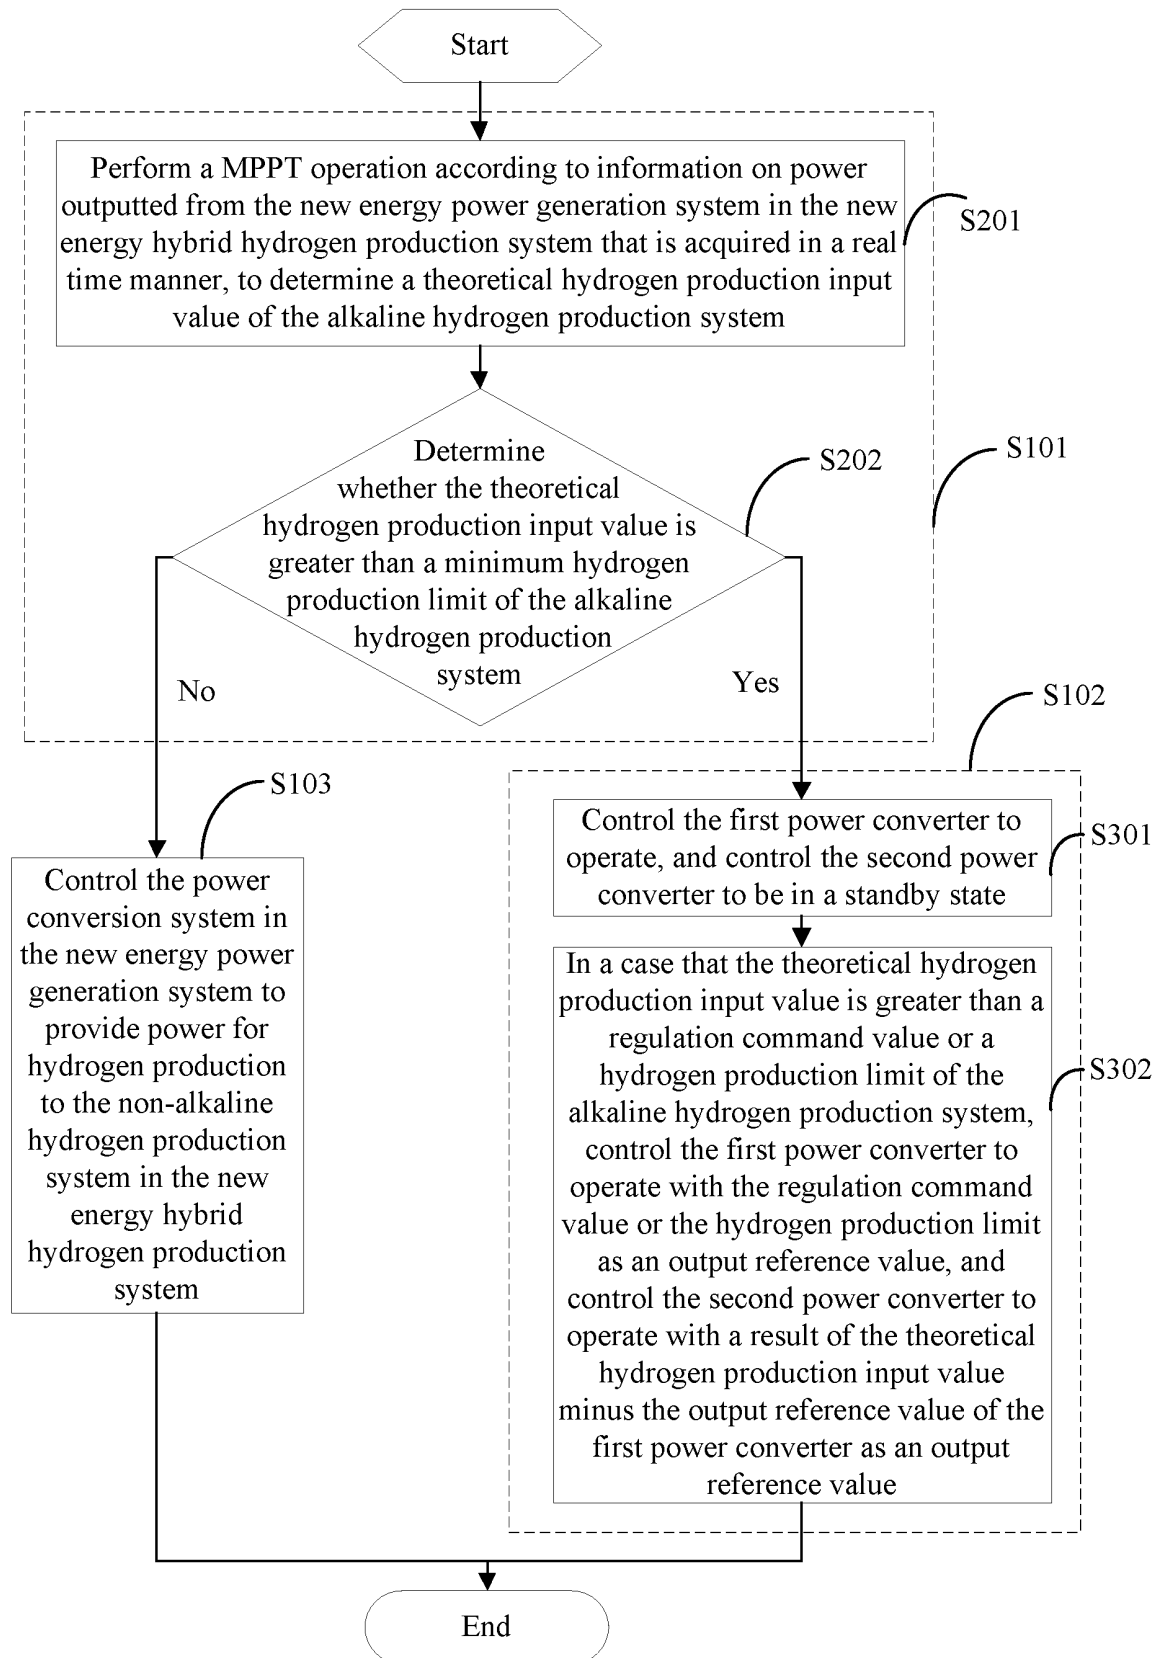 Start
Perform a MPPT operation according to information on power
outputted from the new energy power generation system in the new
energy hybrid hydrogen production system that is acquired in a real
time manner, to determine a theoretical hydrogen production input
value of the alkaline hydrogen production system
S201
Determine
whether the theoretical
hydrogen production input value is
greater than a minimum hydrogen
production limit of the alkaline
hydrogen production
system
S202
S101
No
Yes
S102
S103
Control the power
conversion system in
the new energy power
generation system to
provide power for
hydrogen production
to the non-alkaline
hydrogen production
system in the new
energy hybrid
hydrogen production
system
Control the first power converter to
operate, and control the second power
converter to be in a standby state
S301
In a case that the theoretical hydrogen
production input value is greater than a
regulation command value or a
hydrogen production limit of the
alkaline hydrogen production system,
control the first power converter to
operate with the regulation command
value or the hydrogen production limit
as an output reference value, and
control the second power converter to
operate with a result of the theoretical
hydrogen production input value
minus the output reference value of the
first power converter as an output
reference value
S302
End